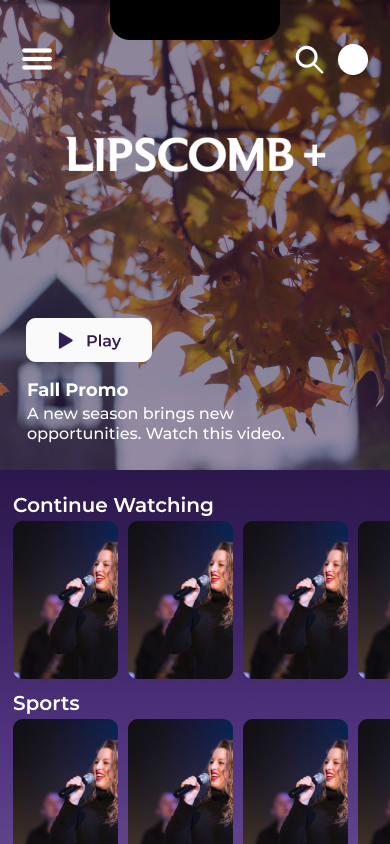 LIPSCOMB +
Play
Fall Promo
A new season brings new
opportunities. Watch this video.
Continue Watching
Sports